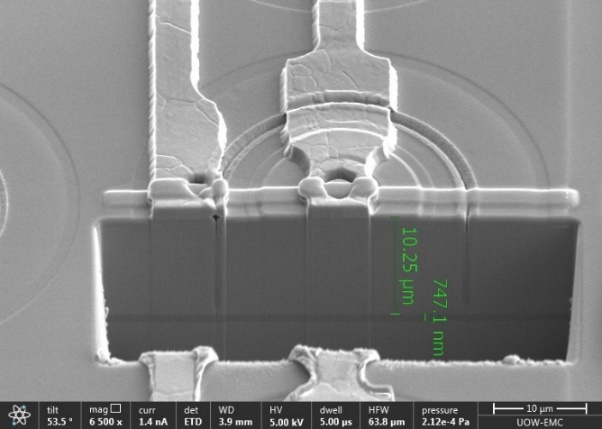 10.25 µm
747.1 nm
tilt mag curr det WD HV dwell HFW pressure 10 µm
53.5 ° 6 500 x 1.4 nA ETD 3.9 mm 5.00 kV 5.00 µs 63.8 µm 2.12e-4 Pa UOW-EMC